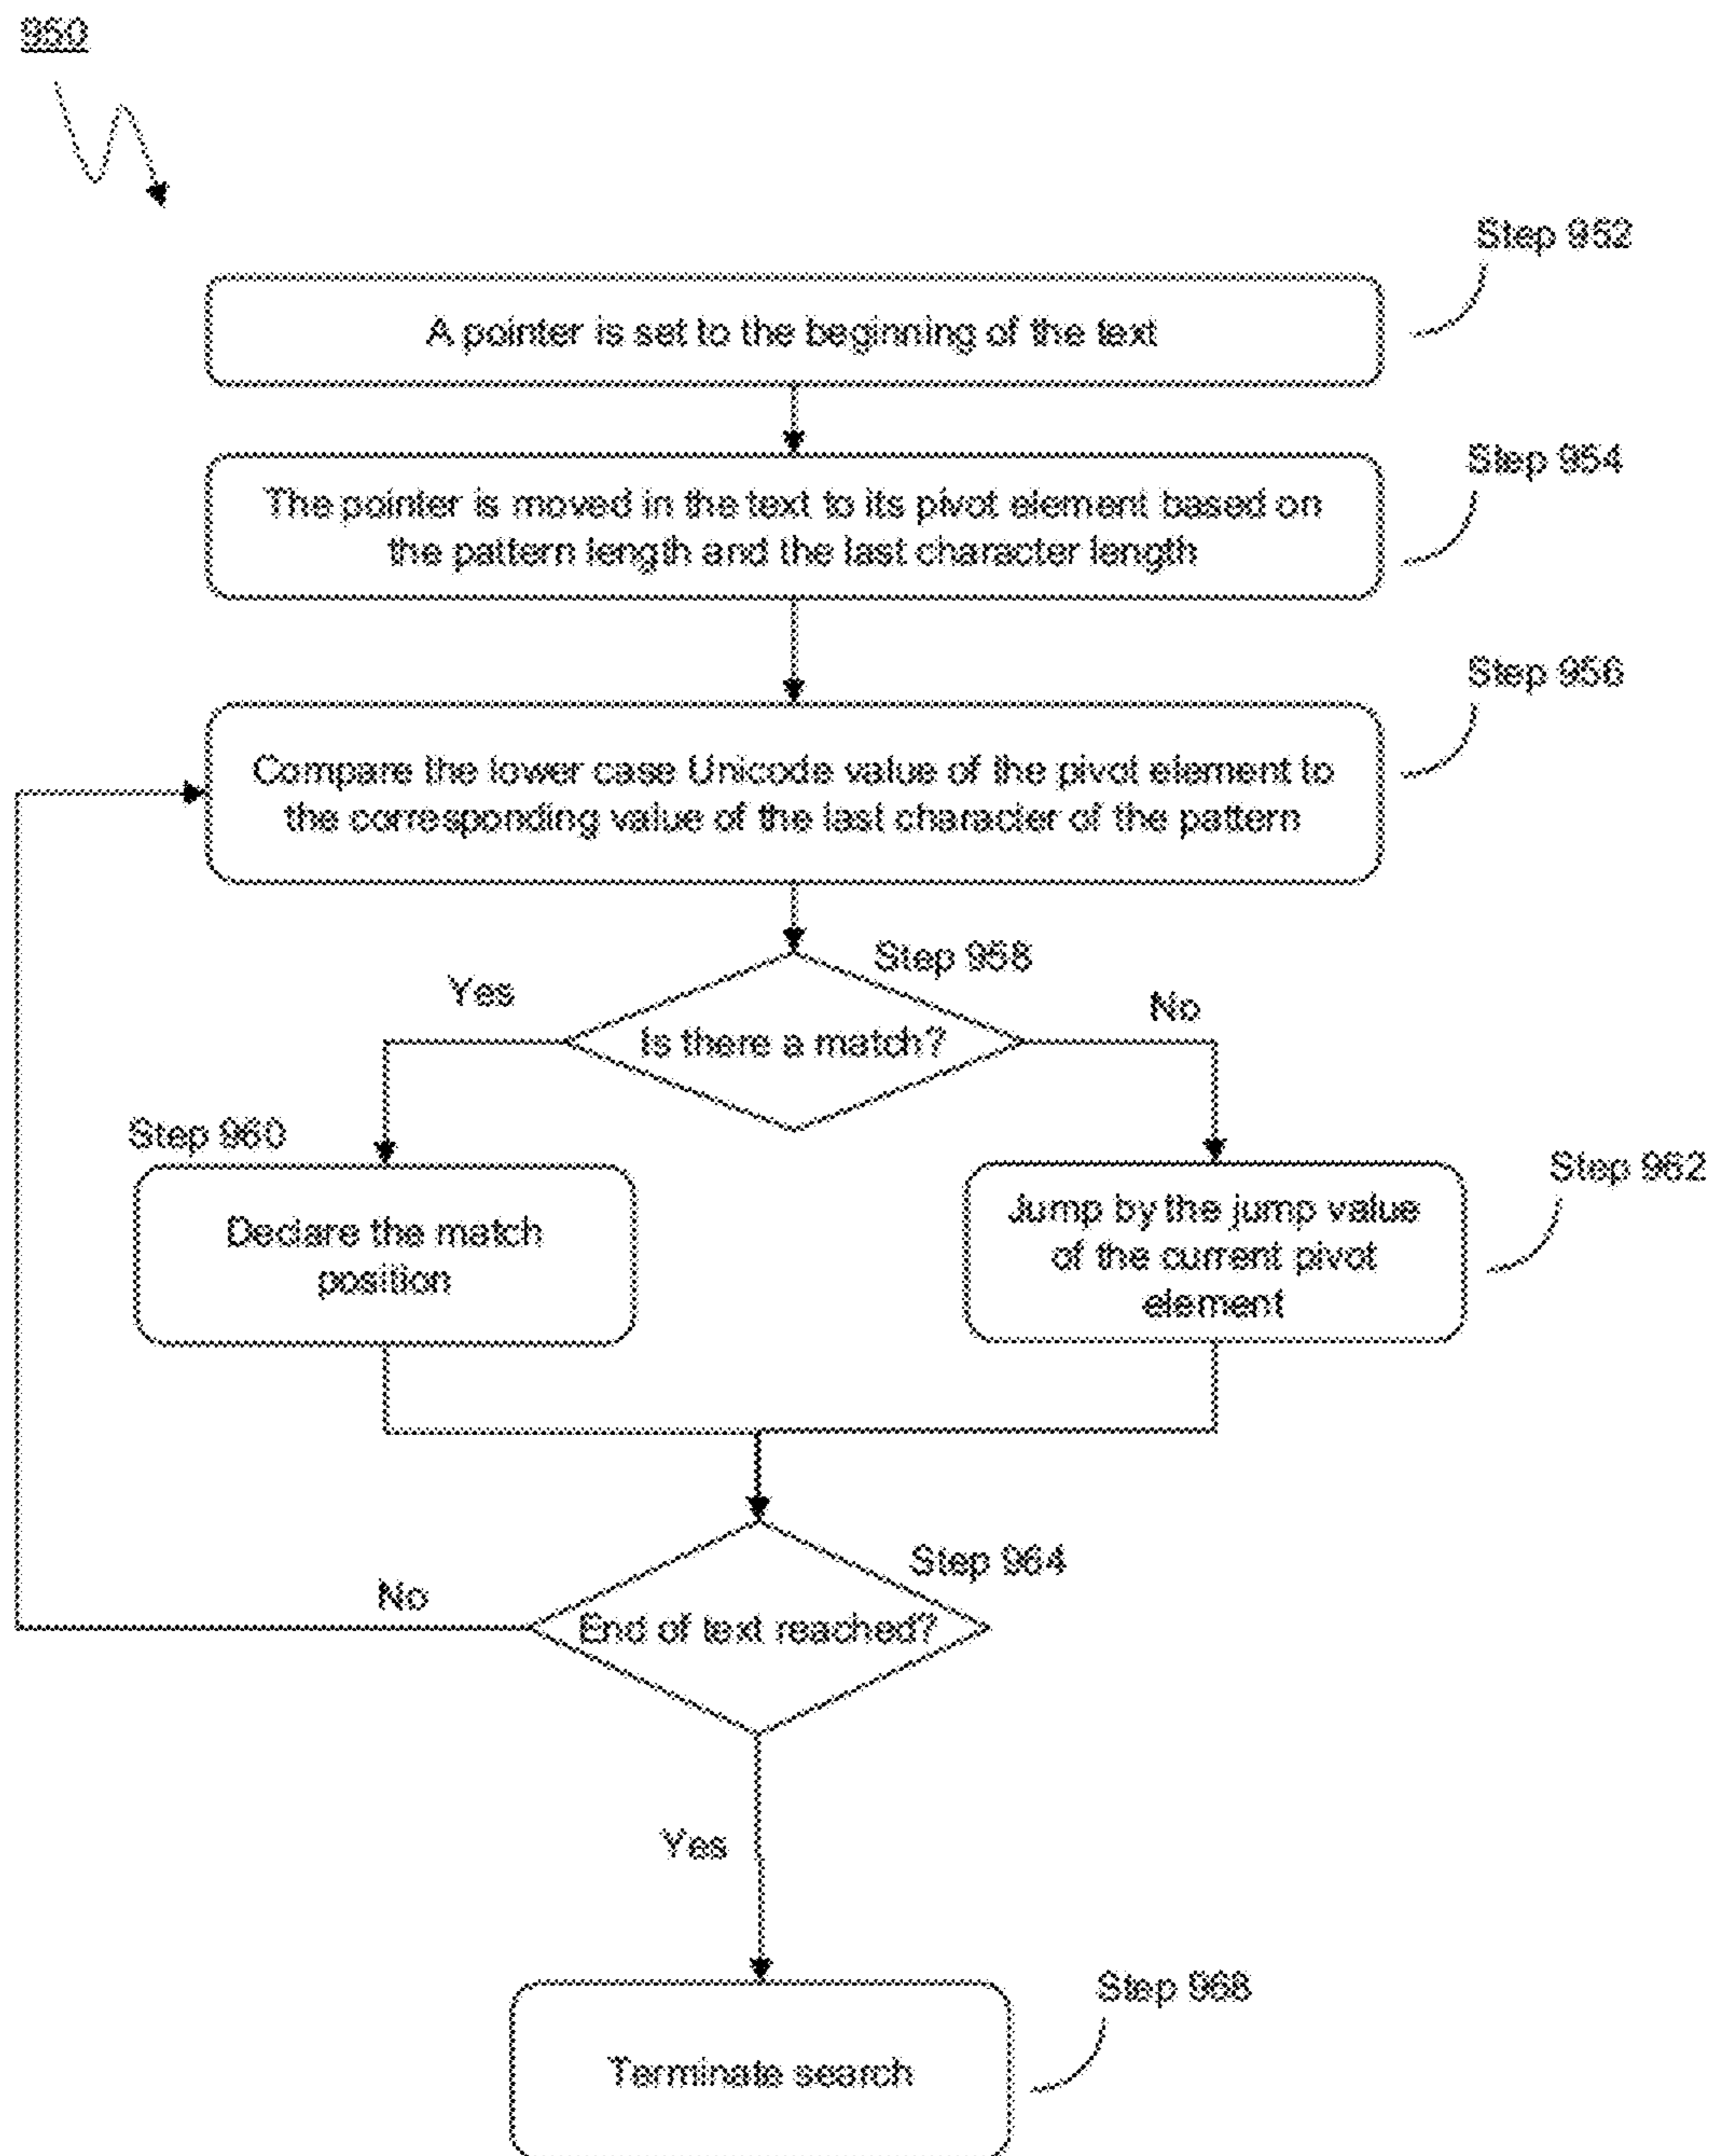 950
Step 952
A pointer is set to the beginning of the text
Step 954
The pointer is moved in the text to its pivot element based on
the pattern length and the last character length
Step 956
Compare the lower case Unicode value of the pivot element to
the corresponding value of the last character of the pattern
Step 958
Yes
No
Is there a match?
Step 960
Step 962
Declare the match
position
Jump by the jump value
of the current pivot
element
Step 964
No
End of text reached?
Yes
Step 968
Terminate search